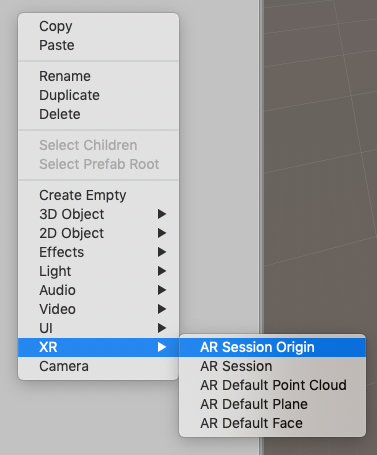 Copy
Paste
Rename
Duplicate
Delete
Select Children
Select Prefab Root
Create Empty
3D Object
2D Object
Effects
Light
Audio
Video
UI
XR
Camera
AR Session Origin
AR Session
AR Default Point Cloud
AR Default Plane
AR Default Face